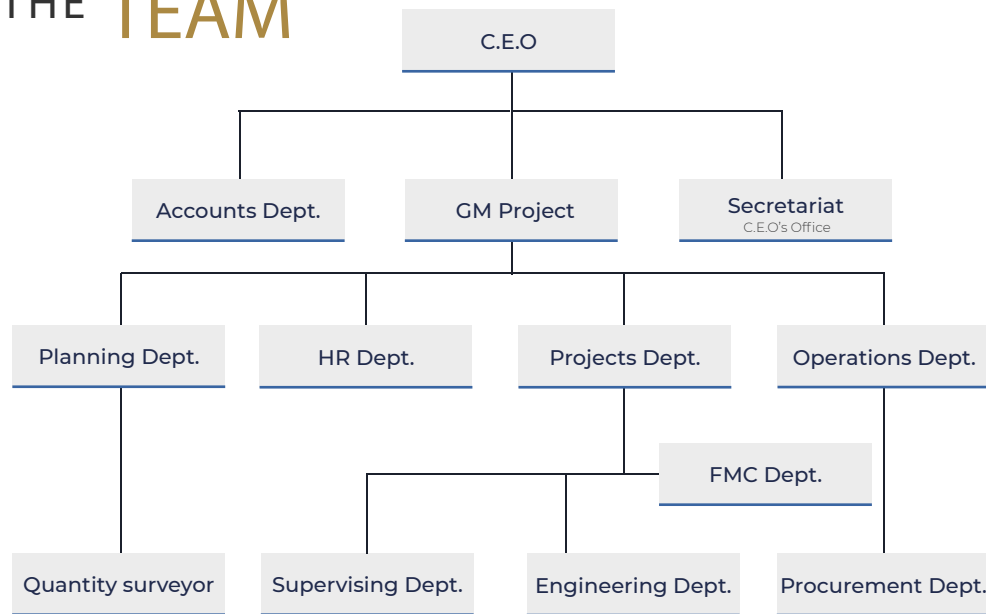 THE TEAM
C.E.O
Accounts Dept.
GM Project
Secretariat
C.E.O's Office
Planning Dept.
HR Dept.
Projects Dept.
Operations Dept.
FMC Dept.
Quantity surveyor
Supervising Dept.
Engineering Dept.
Procurement Dept.